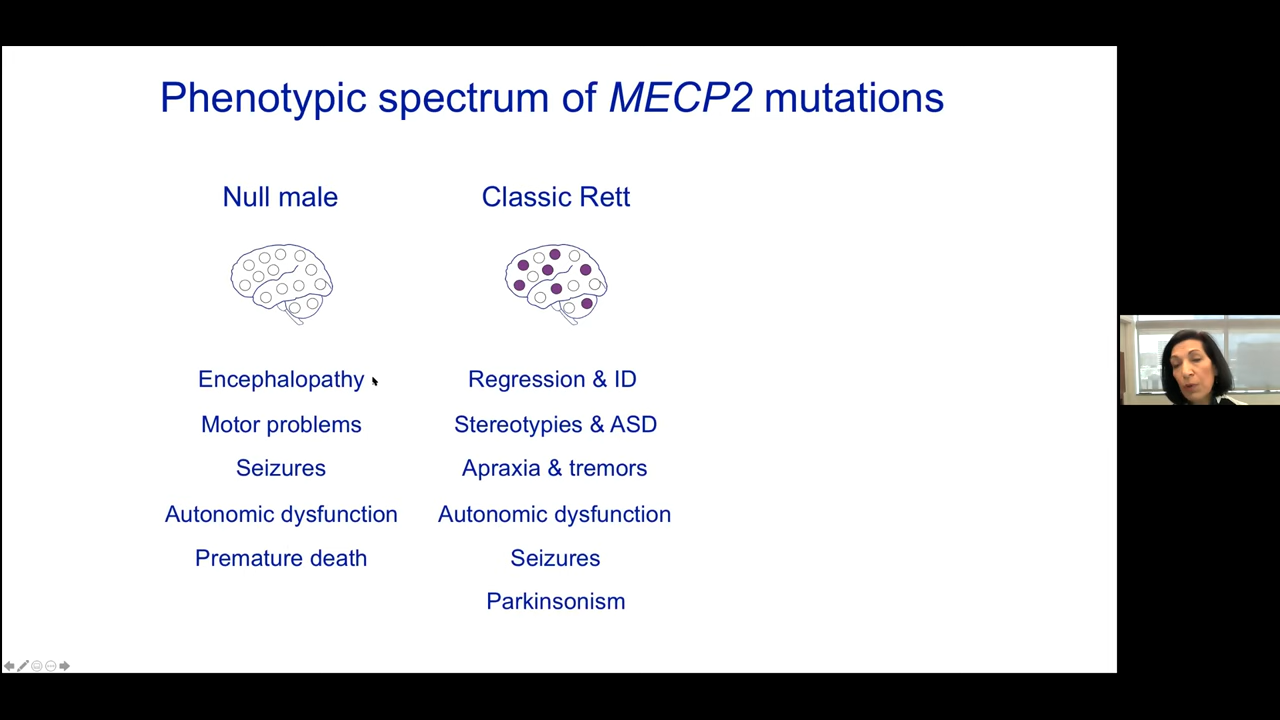 Phenotypic spectrum of MECP2 mutations
Null male
Encephalopathy
Motor problems
Seizures
Autonomic dysfunction
Premature death
Classic Rett
Regression & ID
Stereotypies & ASD
Apraxia & tremors
Autonomic dysfunction
Seizures
Parkinsonism